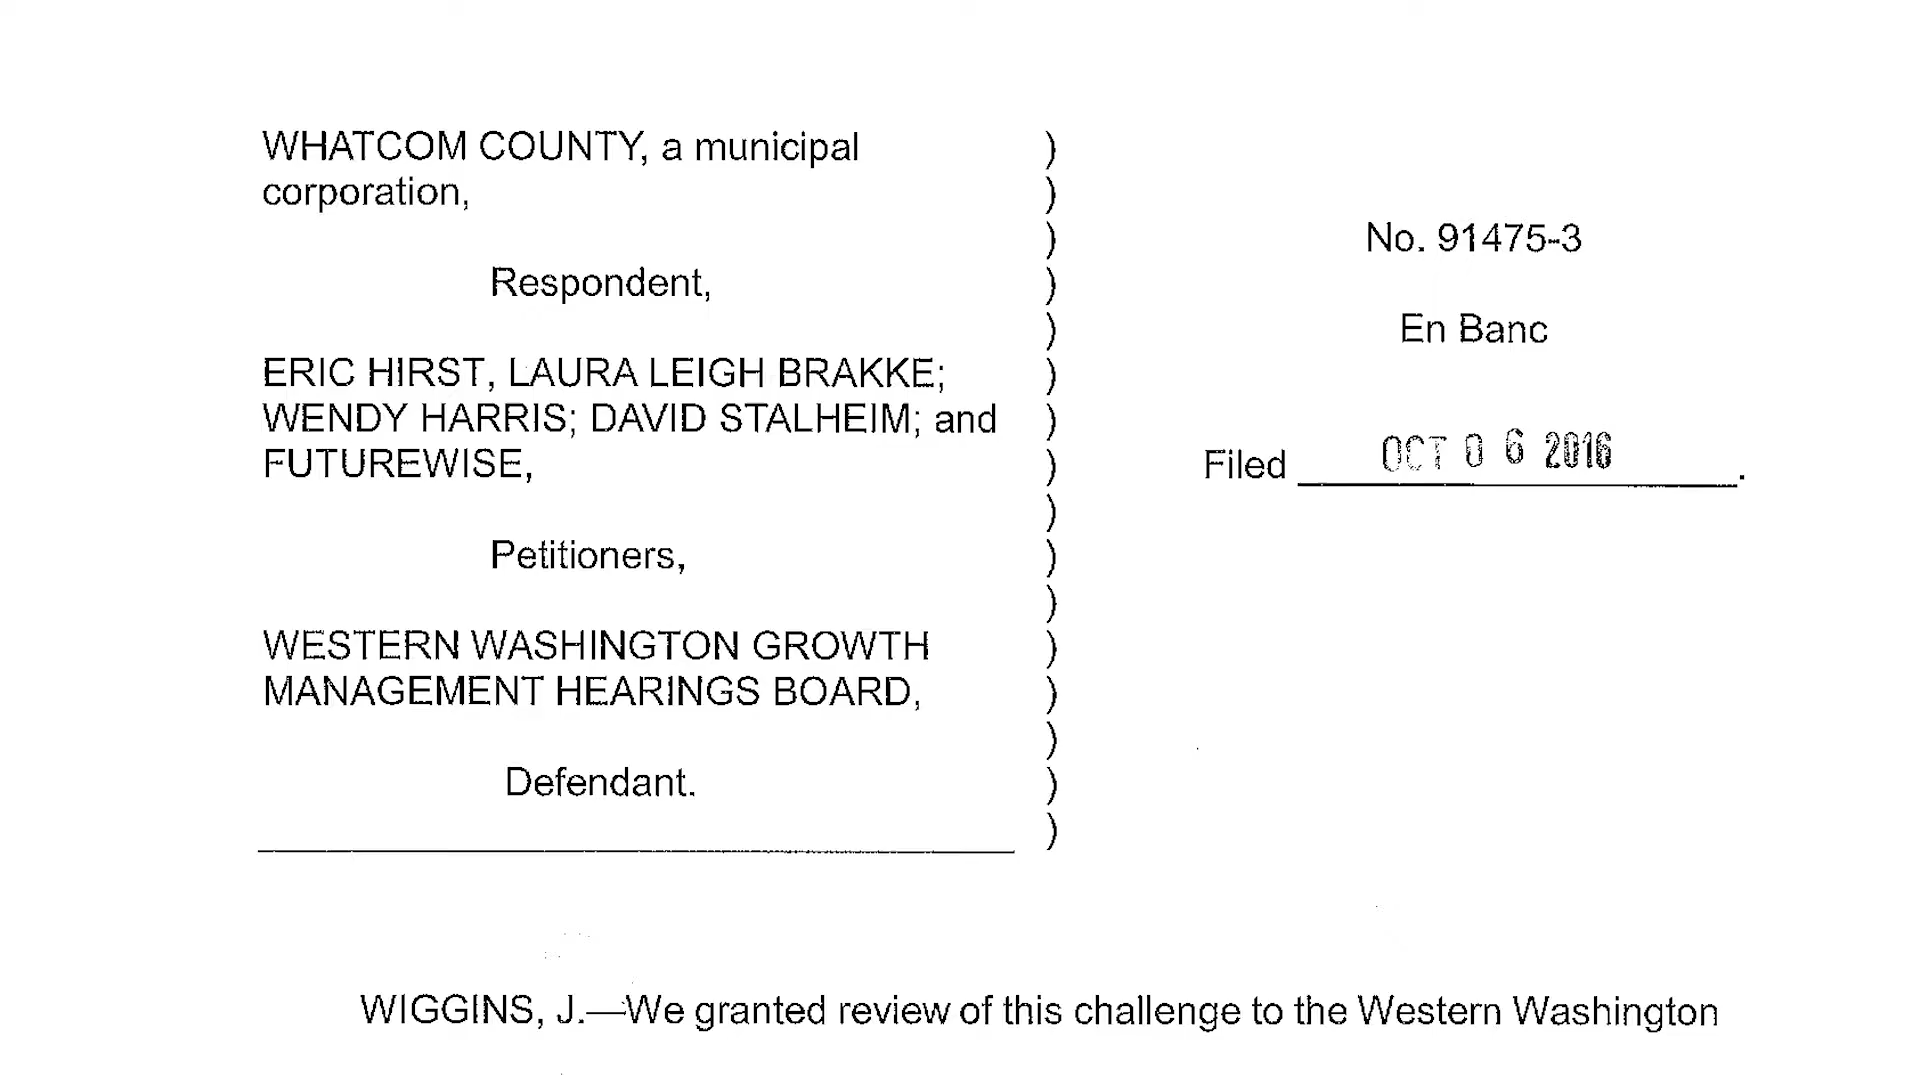 WHATCOM COUNTY, a municipal )
corporation, )
)
No. 91475-3
Respondent, )
)
En Banc
ERIC HIRST, LAURA LEIGH BRAKKE; )
WENDY HARRIS; DAVID STALHEIM; and )
FUTUREWISE, )
Filed OCT 06 2016.
)
Petitioners, )
)
WESTERN WASHINGTON GROWTH )
MANAGEMENT HEARINGS BOARD, )
)
Defendant. )
)
WIGGINS, J.—We granted review of this challenge to the Western Washington